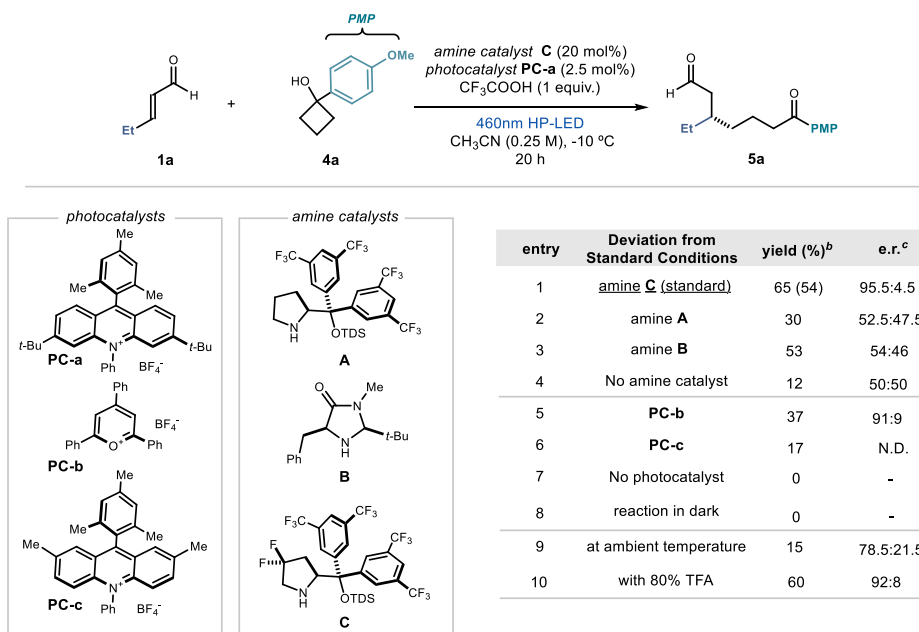 PMP
O
H
Et
1a
+
HO
OMe
4a
amine catalyst C (20 mol%)
photocatalyst PC-a (2.5 mol%)
CF3COOH (1 equiv.)
460nm HP-LED
CH3CN (0.25 M), -10 ºC
20 h
O
H
Et
O
PMP
5a
photocatalysts
Me
Me
Me
t-Bu
t-Bu
N+
Ph
BF4-
PC-a
Ph
BF4-
Ph
O+
Ph
PC-b
Me
Me
Me
Me
Me
N+
Ph
BF4-
PC-c
amine catalysts
CF3
F3C
CF3
N
H
OTDS
CF3
A
O
Me
N
N
H
t-Bu
Ph
B
CF3
F3C
F
F
CF3
N
H
OTDS
CF3
C
entry Deviation from Standard Conditions yield (%)b e.r.c
1 amine C (standard) 65 (54) 95.5:4.5
2 amine A 30 52.5:47.5
3 amine B 53 54:46
4 No amine catalyst 12 50:50
5 PC-b 37 91:9
6 PC-c 17 N.D.
7 No photocatalyst 0 -
8 reaction in dark 0 -
9 at ambient temperature 15 78.5:21.5
10 with 80% TFA 60 92:8